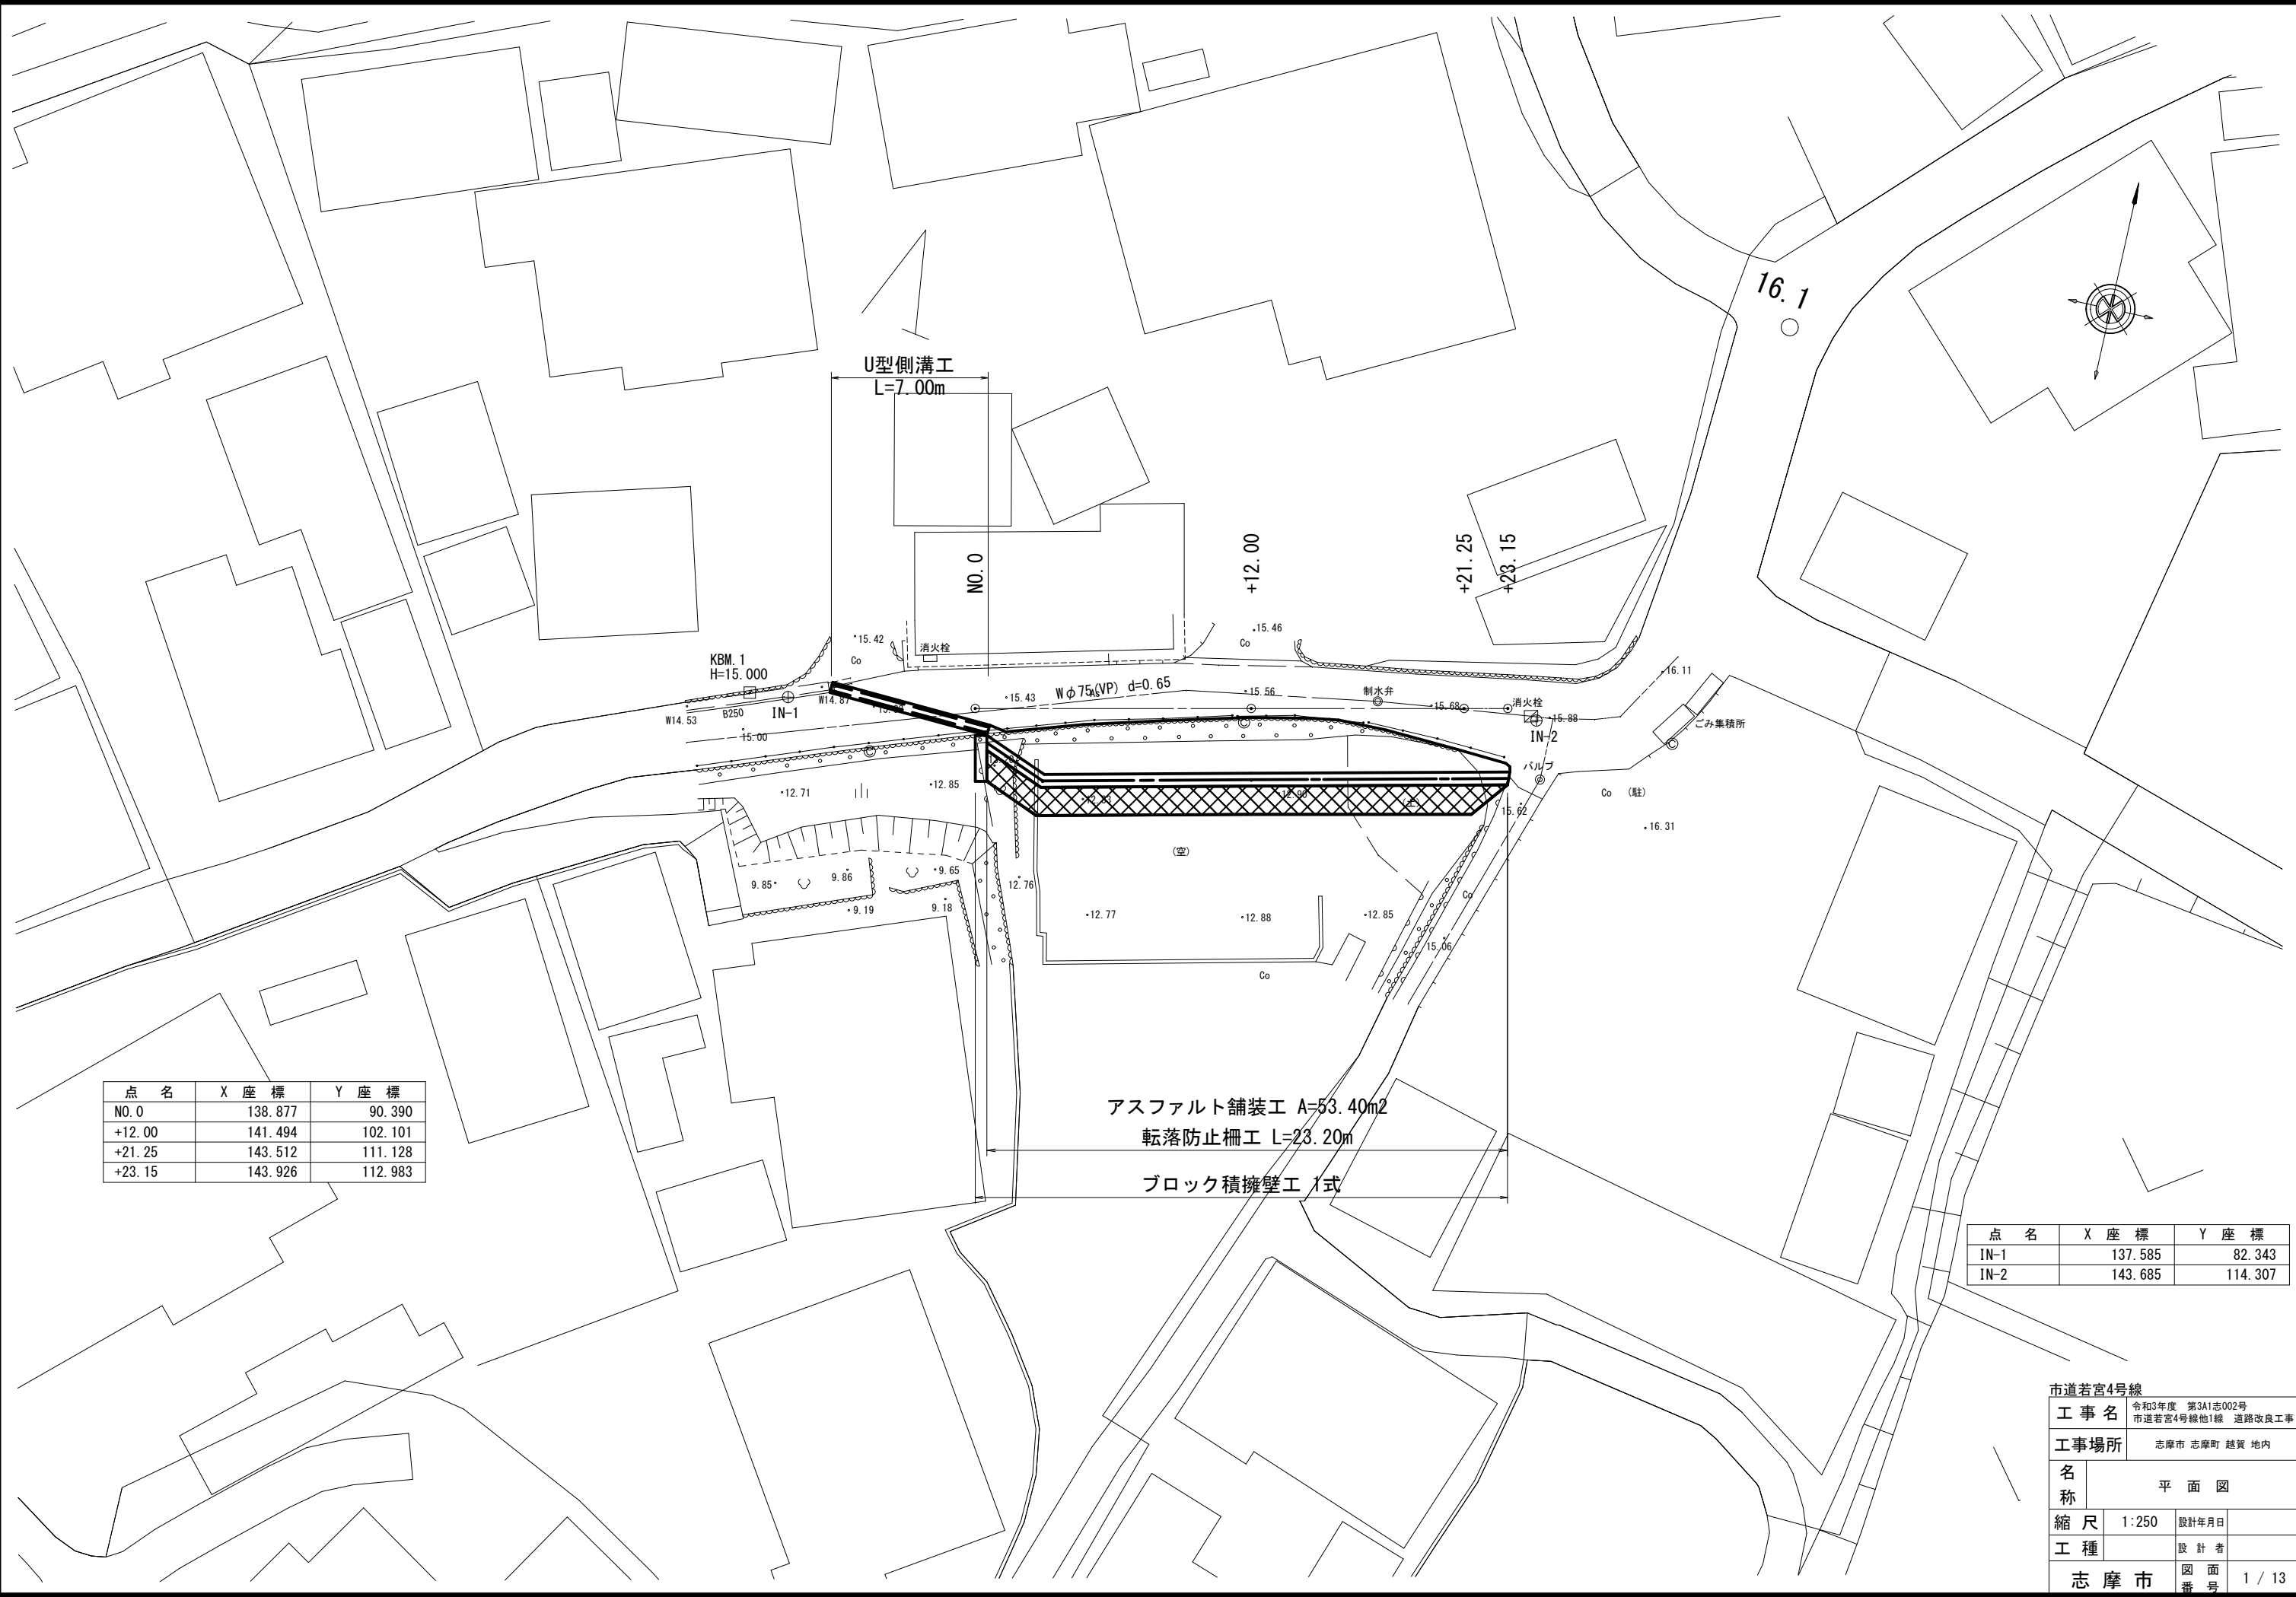 16.1
U型側溝工
L=7.00m
NO.0
+12.00
+21.25
+23.15
KBM.1
H=15.000
W14.53
B250
IN-1
W14.87
15.00
15.42
Co
消火栓
15.43
Wφ75(VP) d=0.65
As
15.46
Co
15.56
制水弁
15.68
消火栓
15.88
IN-2
16.11
ごみ集積所
バルブ
Co (駐)
16.31
15.62
12.71
12.85
(空)
9.85
9.86
9.65
9.19
9.18
12.76
12.77
12.88
12.85
Co
15.06
Co
アスファルト舗装工 A=53.40m2
転落防止柵工 L=23.20m
ブロック積擁壁工 1式
点 名 X 座 標 Y 座 標
NO.0 138.877 90.390
+12.00 141.494 102.101
+21.25 143.512 111.128
+23.15 143.926 112.983
点 名 X 座 標 Y 座 標
IN-1 137.585 82.343
IN-2 143.685 114.307
市道若宮4号線
工事名 令和3年度 第3A1志002号
市道若宮4号線他1線 道路改良工事
工事場所 志摩市 志摩町 越賀 地内
名称 平面図
縮尺 1:250 設計年月日
工種 設計者
志摩市 図面番号 1 / 13